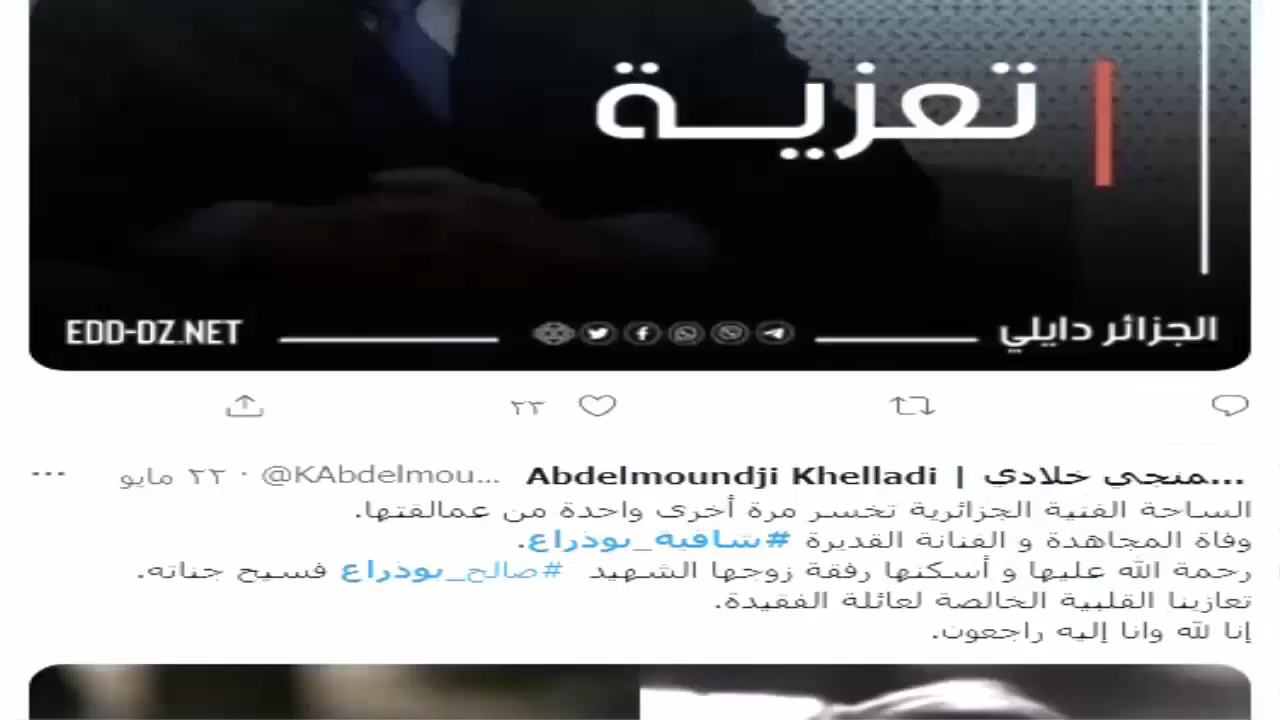 تعزية
EDD-DZ.NET
الجزائر دايلي
٢٣
...منجي خلادي | Abdelmoundji Khelladi @KAbdelmou... · ٢٢ مايو
الساحة الفنية الجزائرية تخسر مرة أخرى واحدة من عمالقتها.
وفاة المجاهدة و الفنانة القديرة #شافية_بوذراع.
رحمة الله عليها و أسكنها رفقة زوجها الشهيد #صالح_بوذراع فسيح جناته.
تعازينا القلبية الخالصة لعائلة الفقيدة.
إنا لله وانا إليه راجعون.